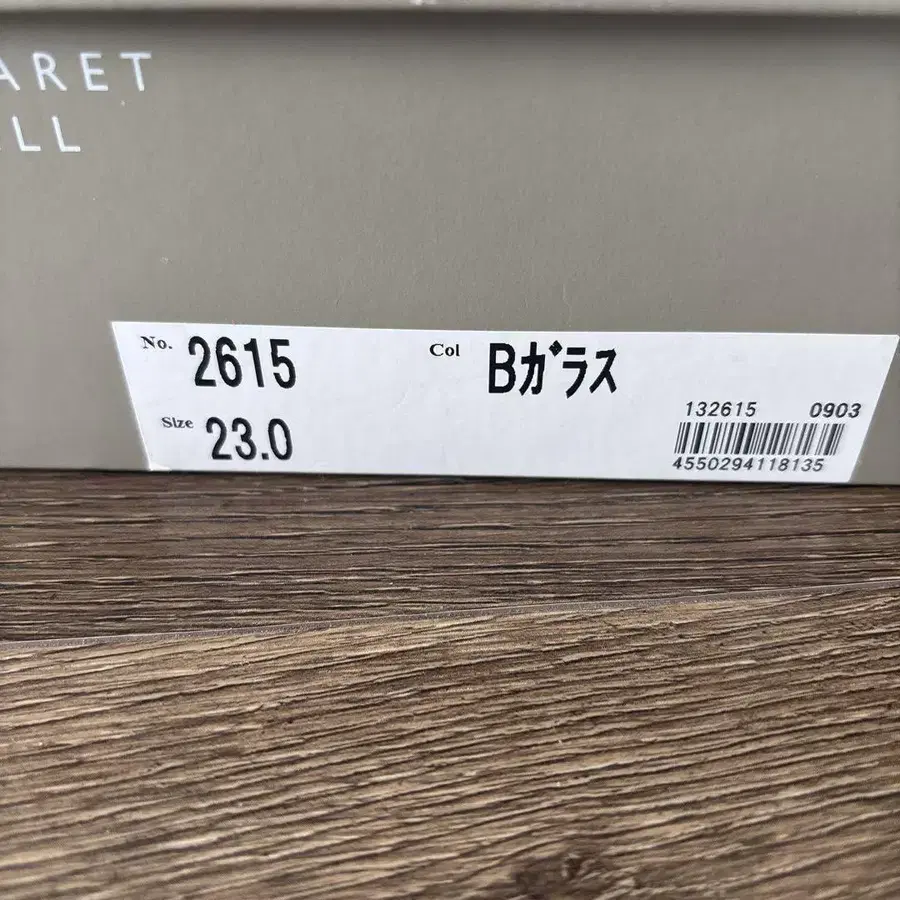 ARET
LL
No. 2615
Col Bガラス
Size 23.0
132615 0903
4550294118135